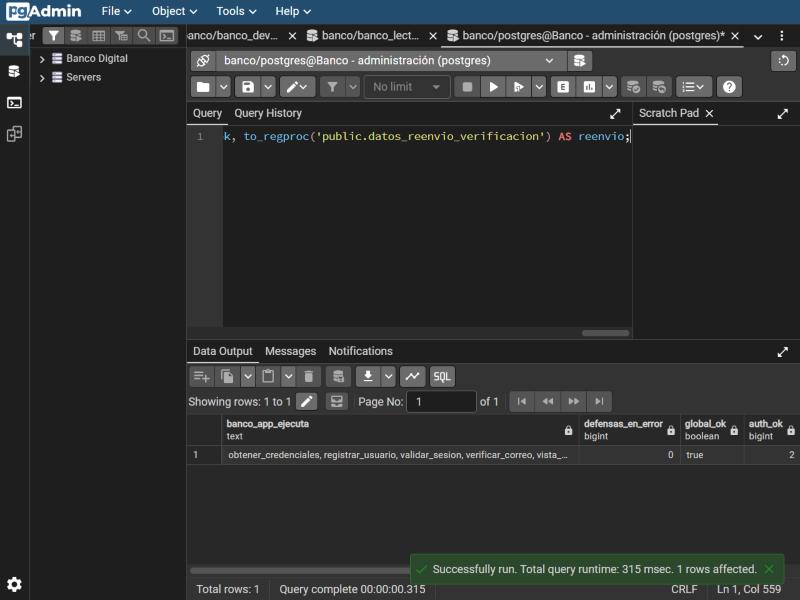 pgAdmin File Object Tools Help
er banco/banco_dev... banco/banco_lect... banco/postgres@Banco - administración (postgres)*
Banco Digital
Servers
banco/postgres@Banco - administración (postgres)
No limit
E
Query Query History Scratch Pad
1 k, to_regproc('public.datos_reenvio_verificacion') AS reenvio;
Data Output Messages Notifications
SQL
Showing rows: 1 to 1 Page No: 1 of 1
banco_app_ejecuta defensas_en_error global_ok auth_ok
text bigint boolean bigint
1 obtener_credenciales, registrar_usuario, validar_sesion, verificar_correo, vista_... 0 true 2
Successfully run. Total query runtime: 315 msec. 1 rows affected.
Total rows: 1 Query complete 00:00:00.315 CRLF Ln 1, Col 559